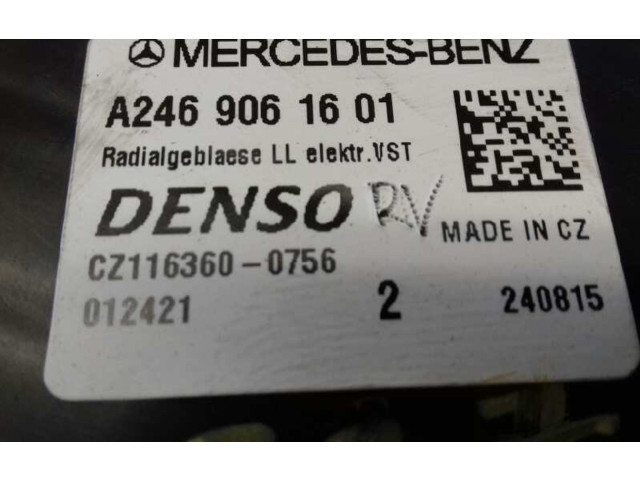 MERCEDES-BENZ
A246 906 16 01
Radialgeblaese LL elektr.VST
DENSO RV MADE IN CZ
CZ116360-0756
012421 2 240815